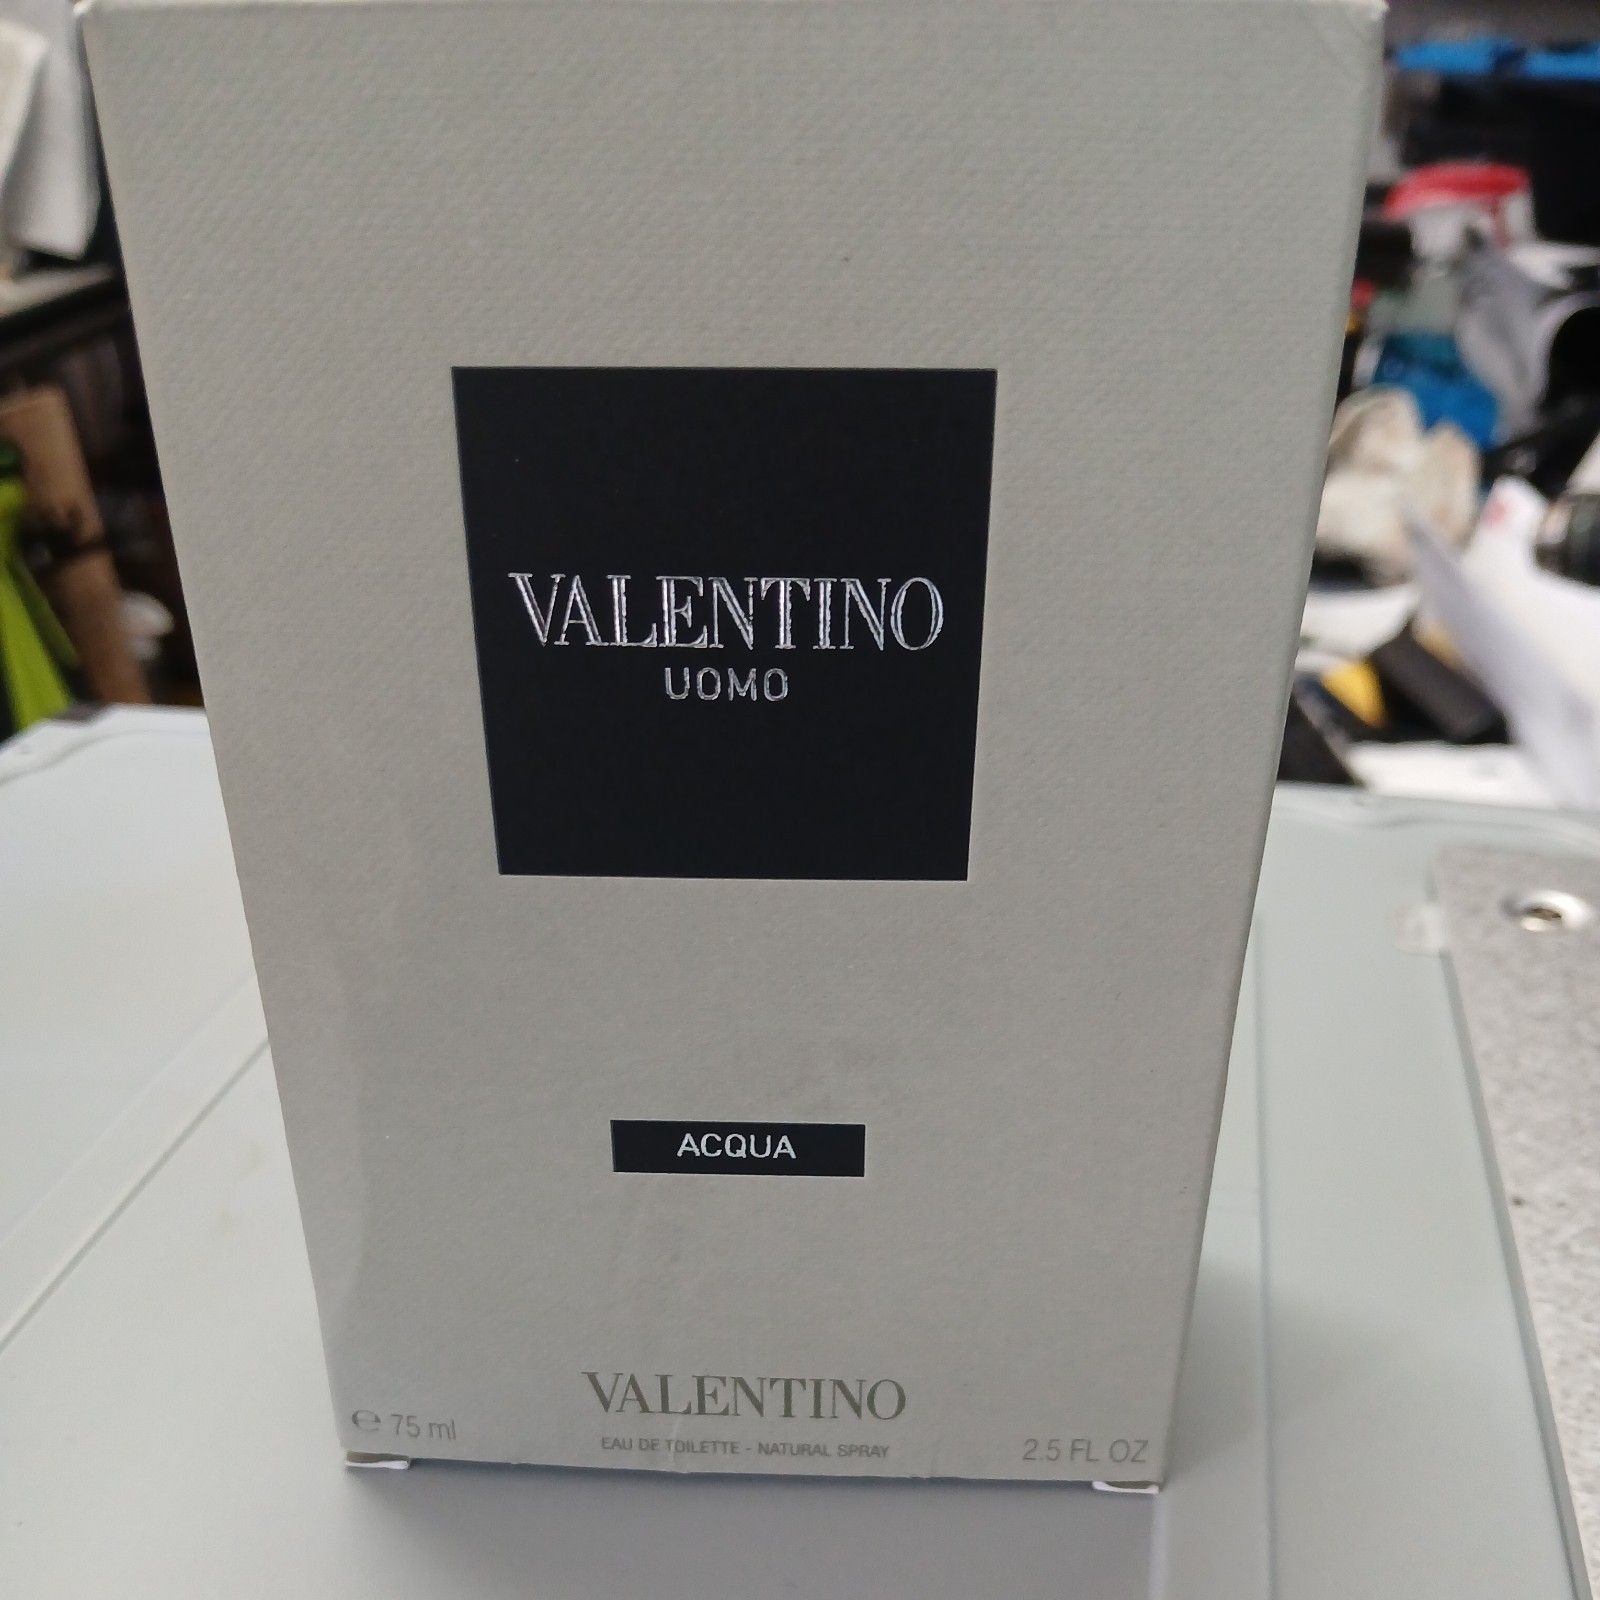 VALENTINO
UOMO
ACQUA
VALENTINO
℮ 75 ml
EAU DE TOILETTE - NATURAL SPRAY
2.5 FL OZ